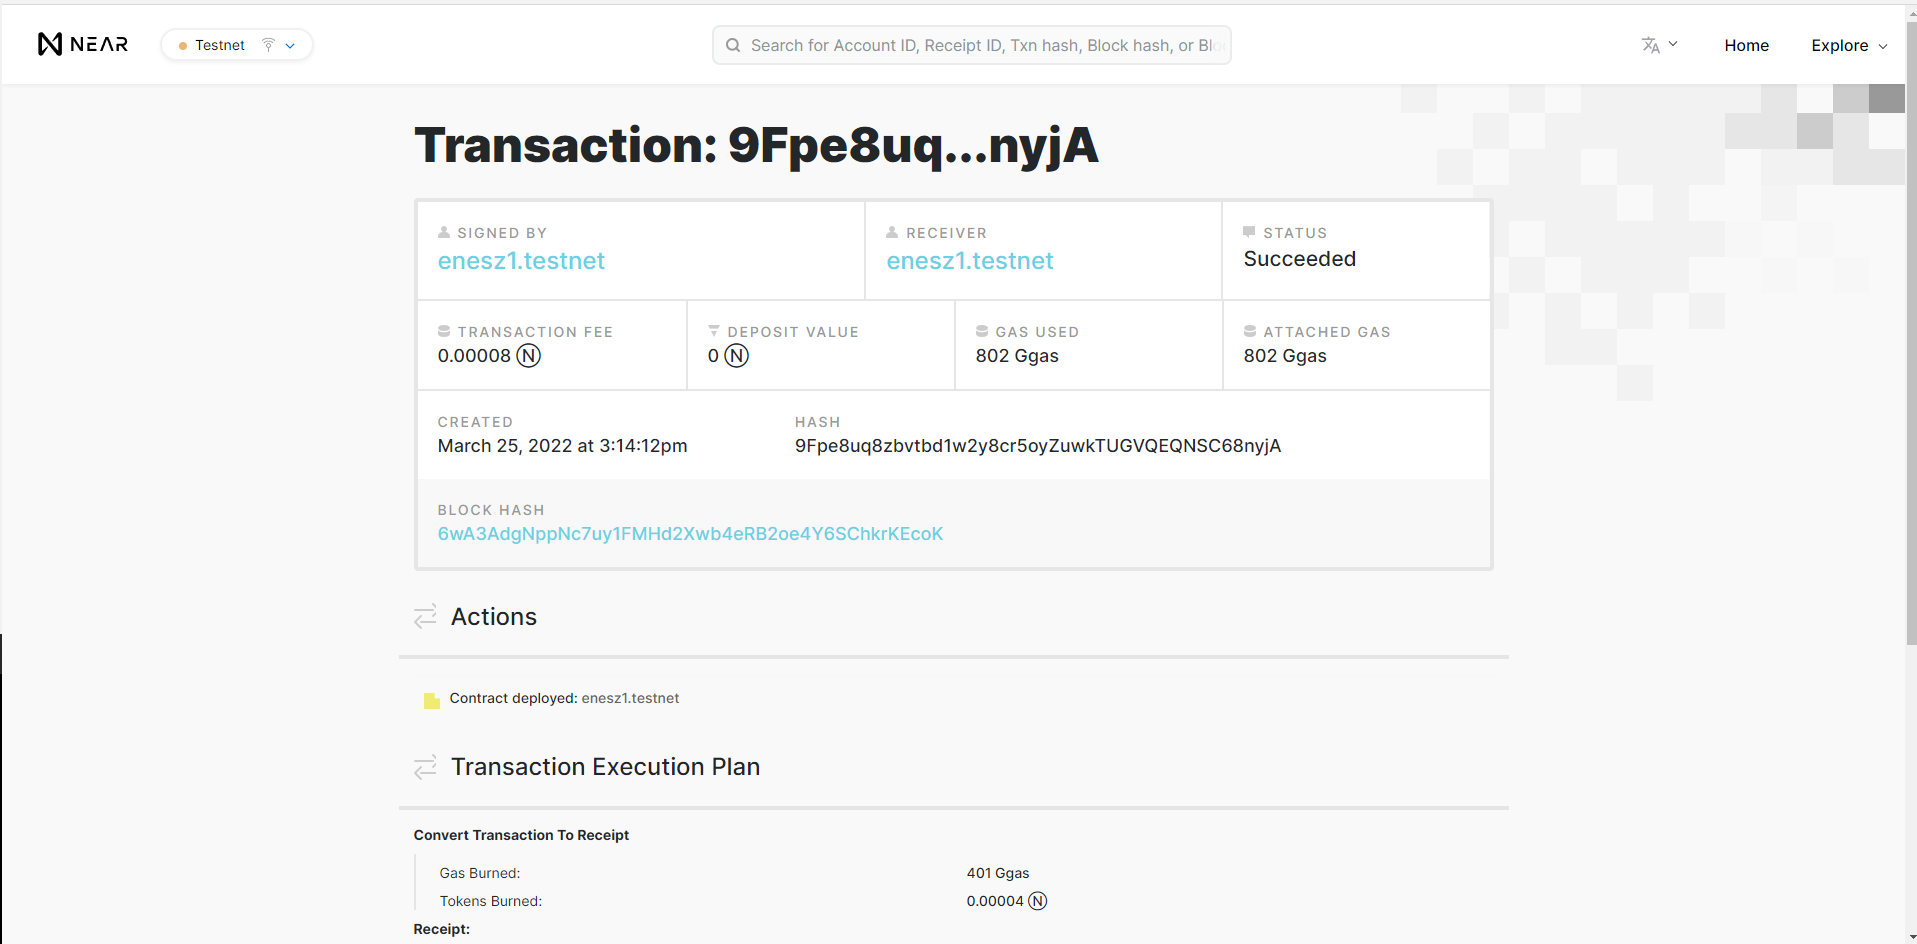 NEAR
Testnet
Search for Account ID, Receipt ID, Txn hash, Block hash, or Blo
Home
Explore
Transaction: 9Fpe8uq...nyjA
SIGNED BY
enesz1.testnet
RECEIVER
enesz1.testnet
STATUS
Succeeded
TRANSACTION FEE
0.00008 Ⓝ
DEPOSIT VALUE
0 Ⓝ
GAS USED
802 Ggas
ATTACHED GAS
802 Ggas
CREATED
March 25, 2022 at 3:14:12pm
HASH
9Fpe8uq8zbvtbd1w2y8cr5oyZuwkTUGVQEQNSC68nyjA
BLOCK HASH
6wA3AdgNppNc7uy1FMHd2Xwb4eRB2oe4Y6SChkrKEcoK
Actions
Contract deployed: enesz1.testnet
Transaction Execution Plan
Convert Transaction To Receipt
Gas Burned: 401 Ggas
Tokens Burned: 0.00004 Ⓝ
Receipt: